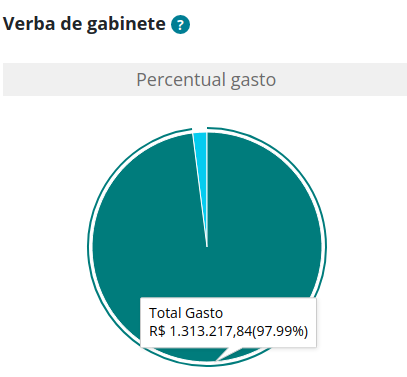 Verba de gabinete ?
Percentual gasto
Total Gasto
R$ 1.313.217,84(97.99%)